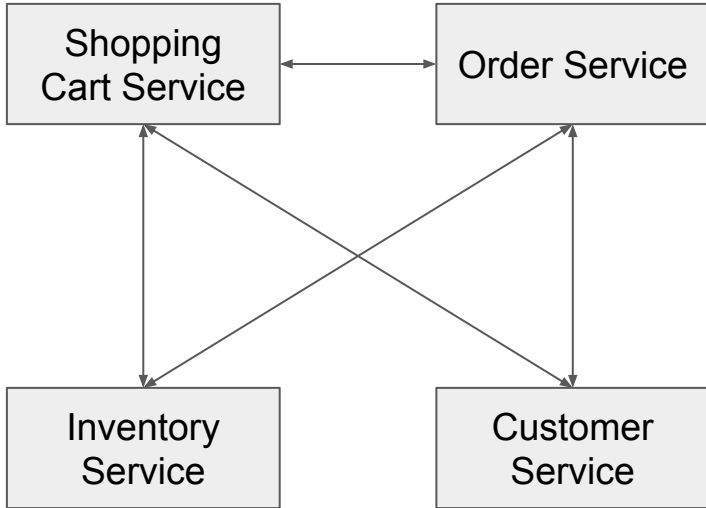 Shopping
Cart Service
Order Service
Inventory
Service
Customer
Service